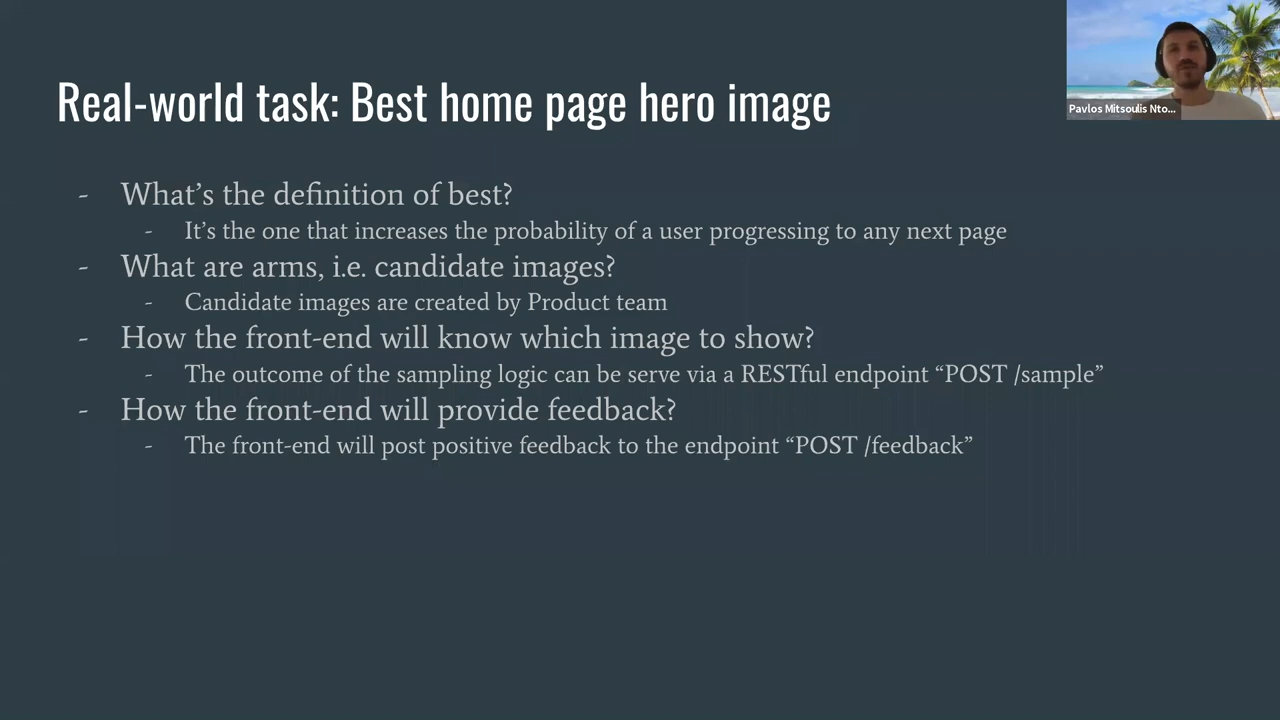 Real-world task: Best home page hero image
Pavlos Mitsoulis Nto...
- What’s the definition of best?
- It’s the one that increases the probability of a user progressing to any next page
- What are arms, i.e. candidate images?
- Candidate images are created by Product team
- How the front-end will know which image to show?
- The outcome of the sampling logic can be serve via a RESTful endpoint “POST /sample”
- How the front-end will provide feedback?
- The front-end will post positive feedback to the endpoint “POST /feedback”